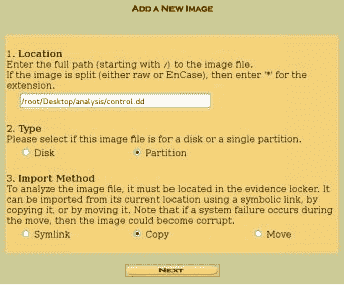 ADD A NEW IMAGE
1. Location
Enter the full path (starting with /) to the image file.
If the image is split (either raw or EnCase), then enter '*' for the
extension.
/root/Desktop/analysis/control.dd
2. Type
Please select if this image file is for a disk or a single partition.
Disk Partition
3. Import Method
To analyze the image file, it must be located in the evidence locker. It
can be imported from its current location using a symbolic link, by
copying it, or by moving it. Note that if a system failure occurs during
the move, then the image could become corrupt.
Symlink Copy Move
NEXT